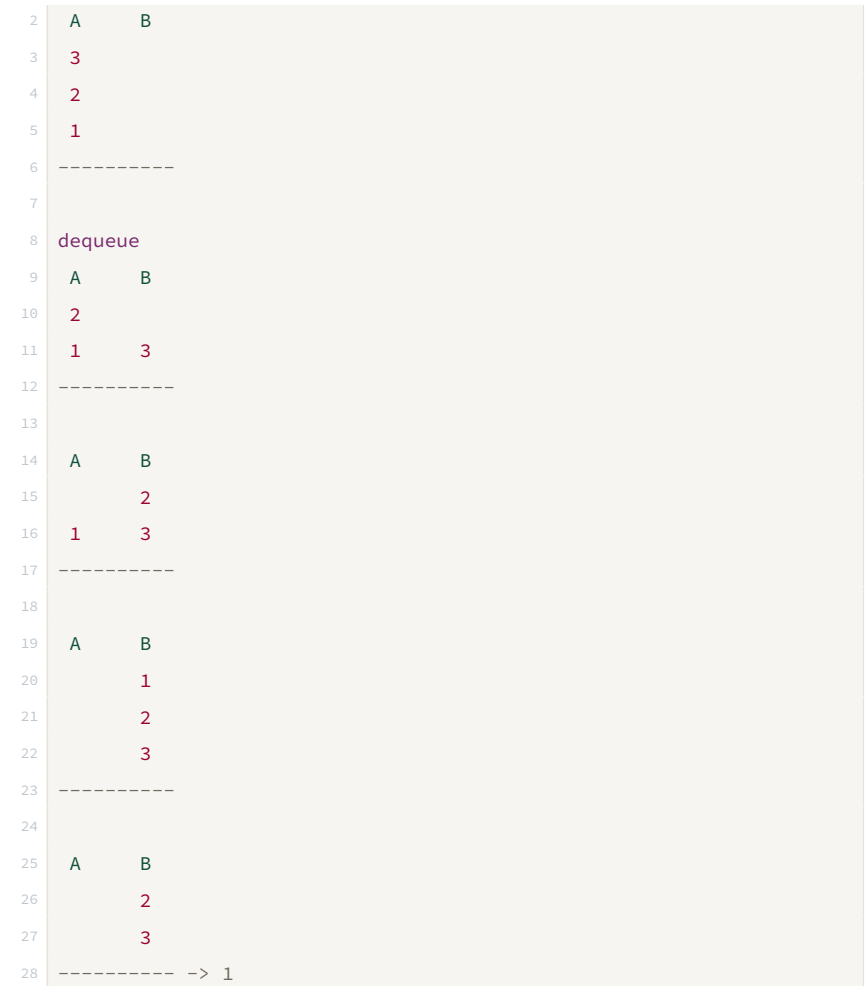 2 A B
3 3
4 2
5 1
6 ----------
7
8 dequeue
9 A B
10 2
11 1 3
12 ----------
13
14 A B
15 2
16 1 3
17 ----------
18
19 A B
20 1
21 2
22 3
23 ----------
24
25 A B
26 2
27 3
28 ---------- -> 1